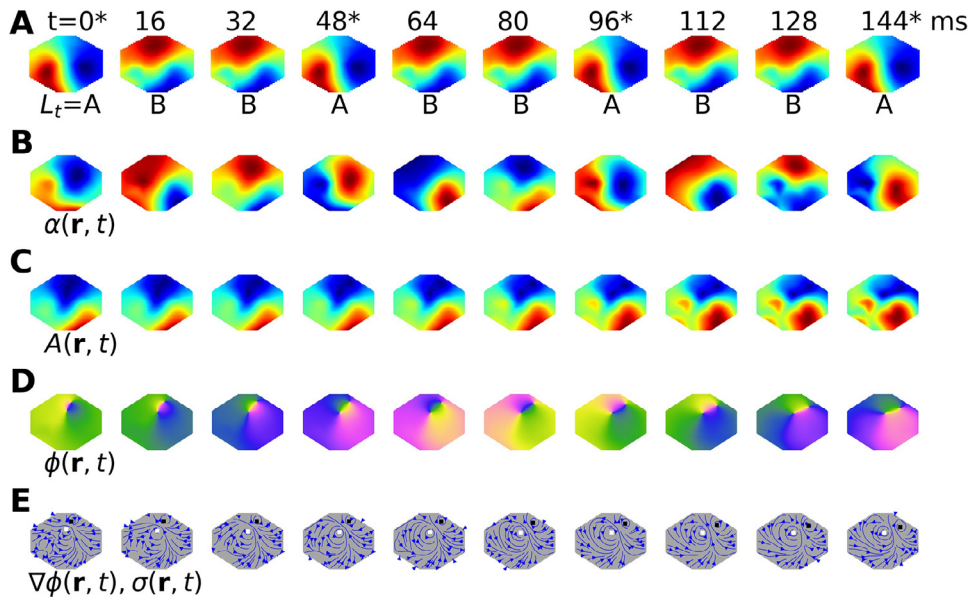 A t=0* 16 32 48* 64 80 96* 112 128 144* ms
L_t=A B B A B B A B B A
B
α(r, t)
C
A(r, t)
D
ϕ(r, t)
E
∇ϕ(r, t), σ(r, t)